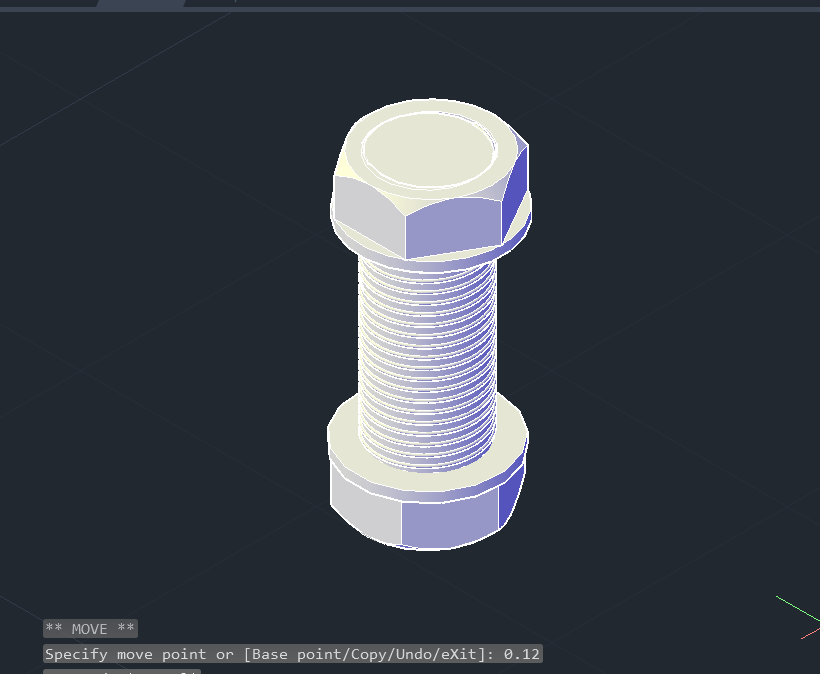 ** MOVE **
Specify move point or [Base point/Copy/Undo/eXit]: 0.12